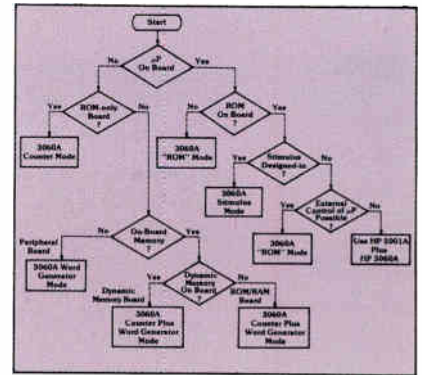 Start
µP
On Board
?
No
Yes
ROM-only
Board
?
ROM
On Board
?
Yes
No
No
Yes
3060A
Counter Mode
3060A
"ROM" Mode
Stimulus
Designed-in
?
Yes
No
3060A
Stimulus
Mode
External
Control of µP
Possible
?
Yes
No
On-Board
Memory
?
3060A
"ROM" Mode
Use HP 5001A
Plus
HP 3060A
No
Yes
Peripheral
Board
3060A Word
Generator
Mode
Dynamic
Memory
On Board
?
Yes
No
Dynamic
Memory Board
ROM/RAM
Board
3060A
Counter Plus
Word Generator
Mode
3060A
Counter Plus
Word Generator
Mode